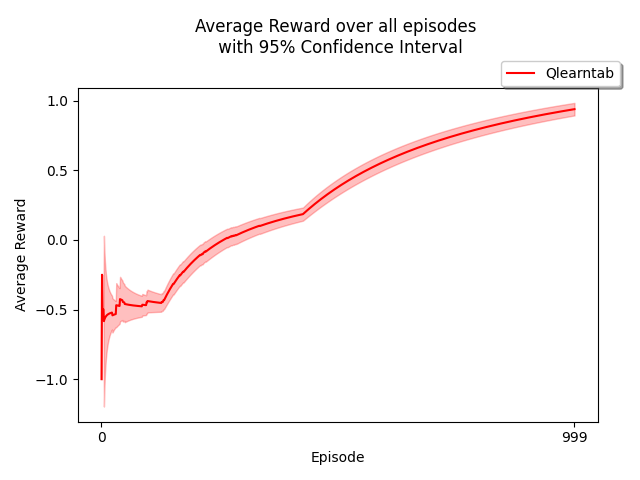 Average Reward over all episodes
with 95% Confidence Interval
Qlearntab
1.0
0.5
0.0
−0.5
−1.0
Average Reward
0
999
Episode